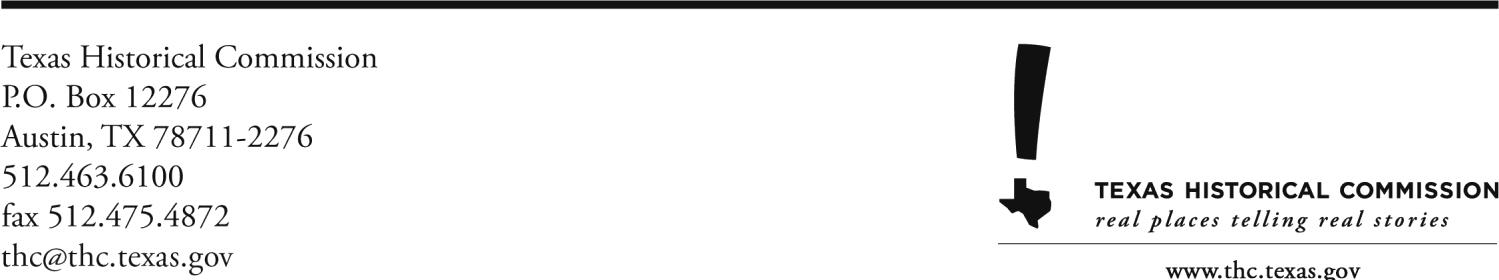 Texas Historical Commission
P.O. Box 12276
Austin, TX 78711-2276
512.463.6100
fax 512.475.4872
thc@thc.texas.gov
TEXAS HISTORICAL COMMISSION
real places telling real stories
www.thc.texas.gov